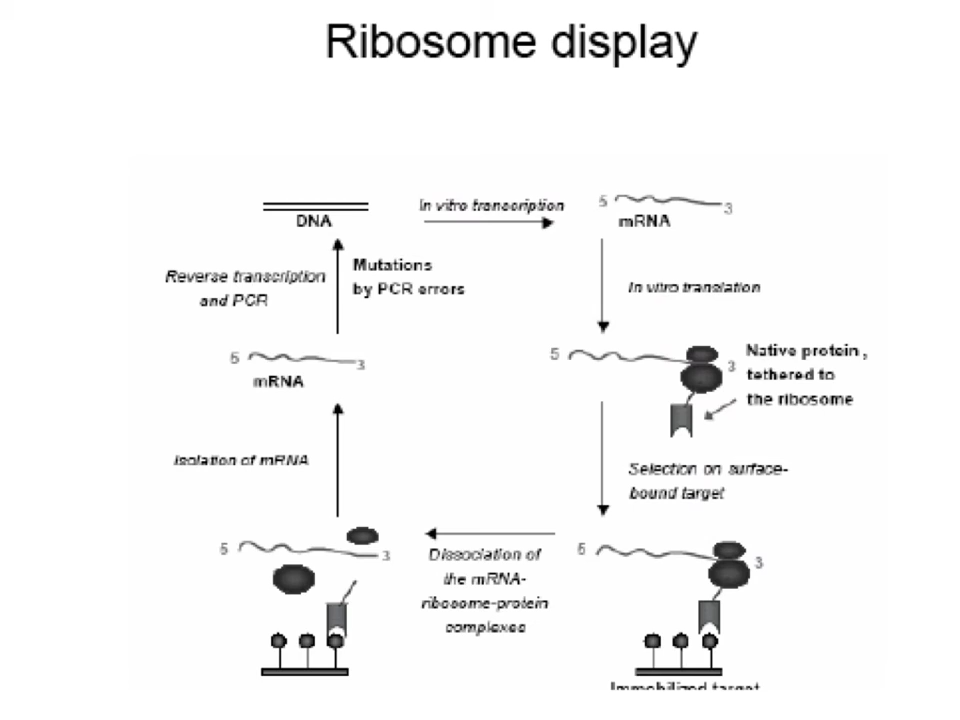 Ribosome display
DNA
In vitro transcription
5
3
mRNA
Reverse transcription
and PCR
Mutations
by PCR errors
In vitro translation
5
3
mRNA
5
3
Native protein,
tethered to
the ribosome
Isolation of mRNA
Selection on surface-
bound target
5
3
Dissociation of
the mRNA-
ribosome-protein
complexes
5
3
Immobilized target